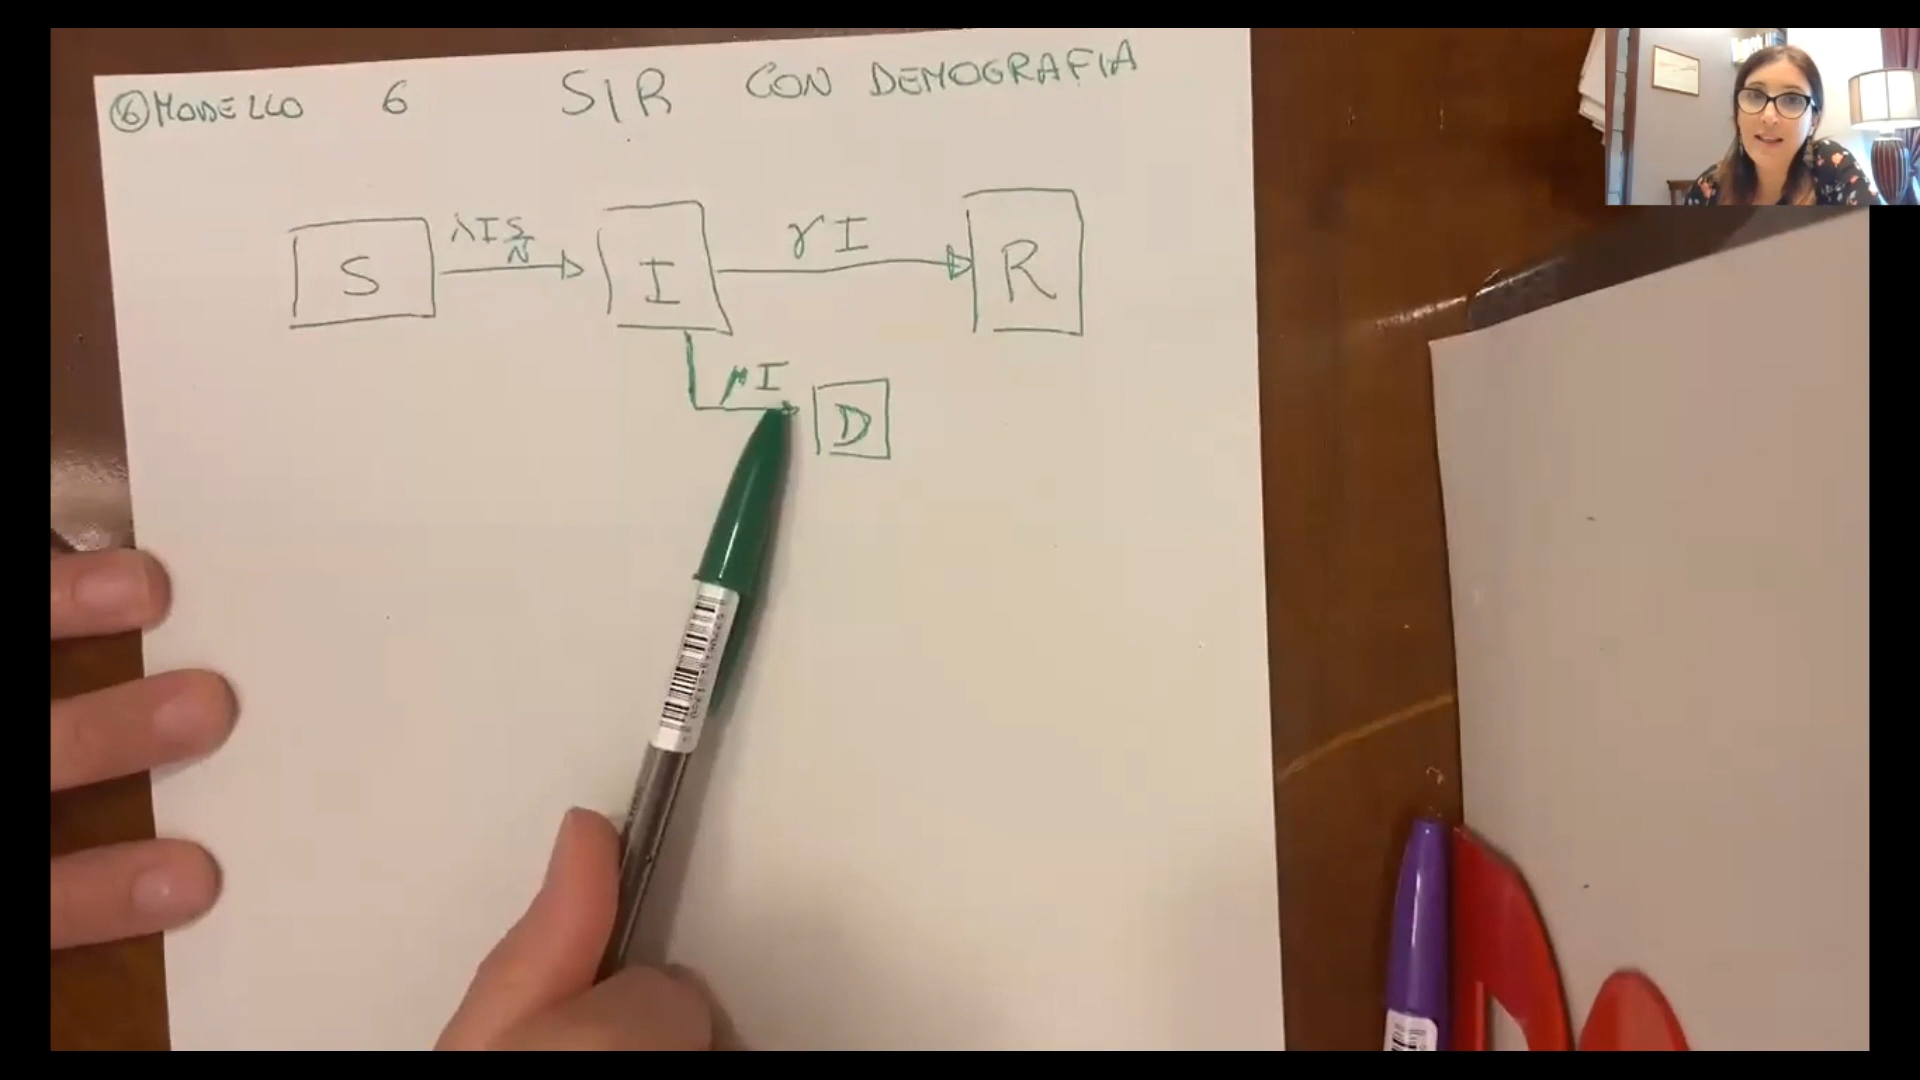 ⑥ MODELLO 6 SIR CON DEMOGRAFIA
S λIS/N I γI R
μI
D